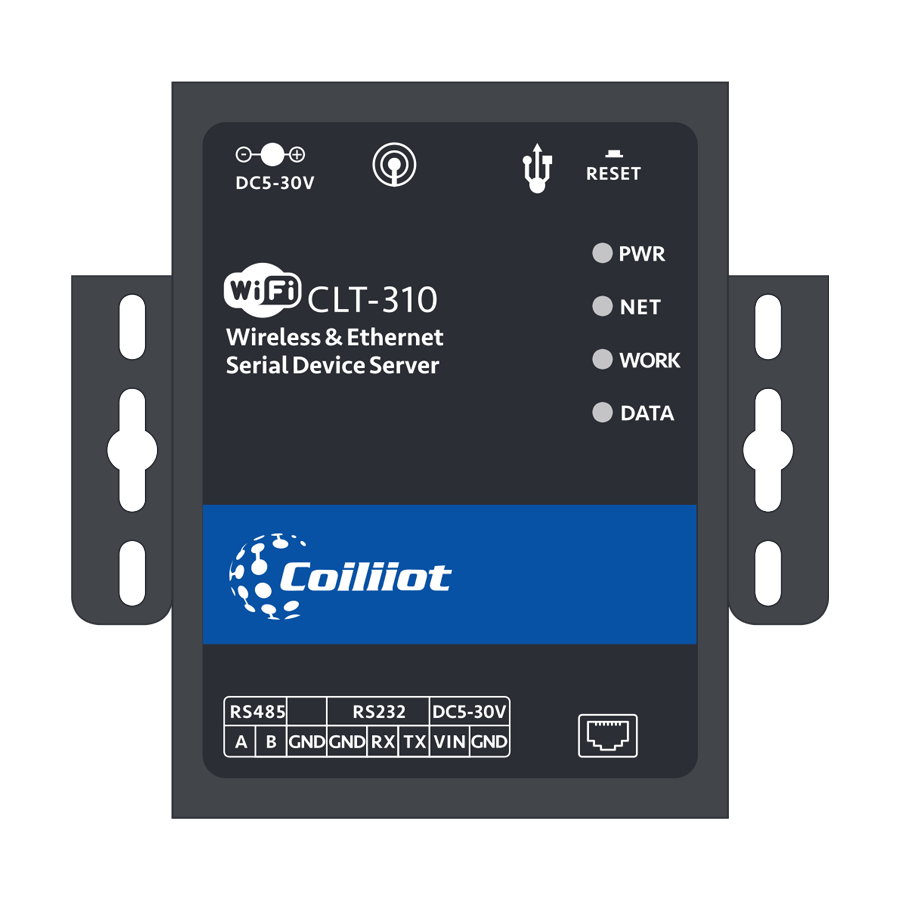 DC5-30V
RESET
PWR
NET
WORK
DATA
WiFi CLT-310
Wireless & Ethernet
Serial Device Server
Coiliiot
RS485 RS232 DC5-30V
A B GND GND RX TX VIN GND